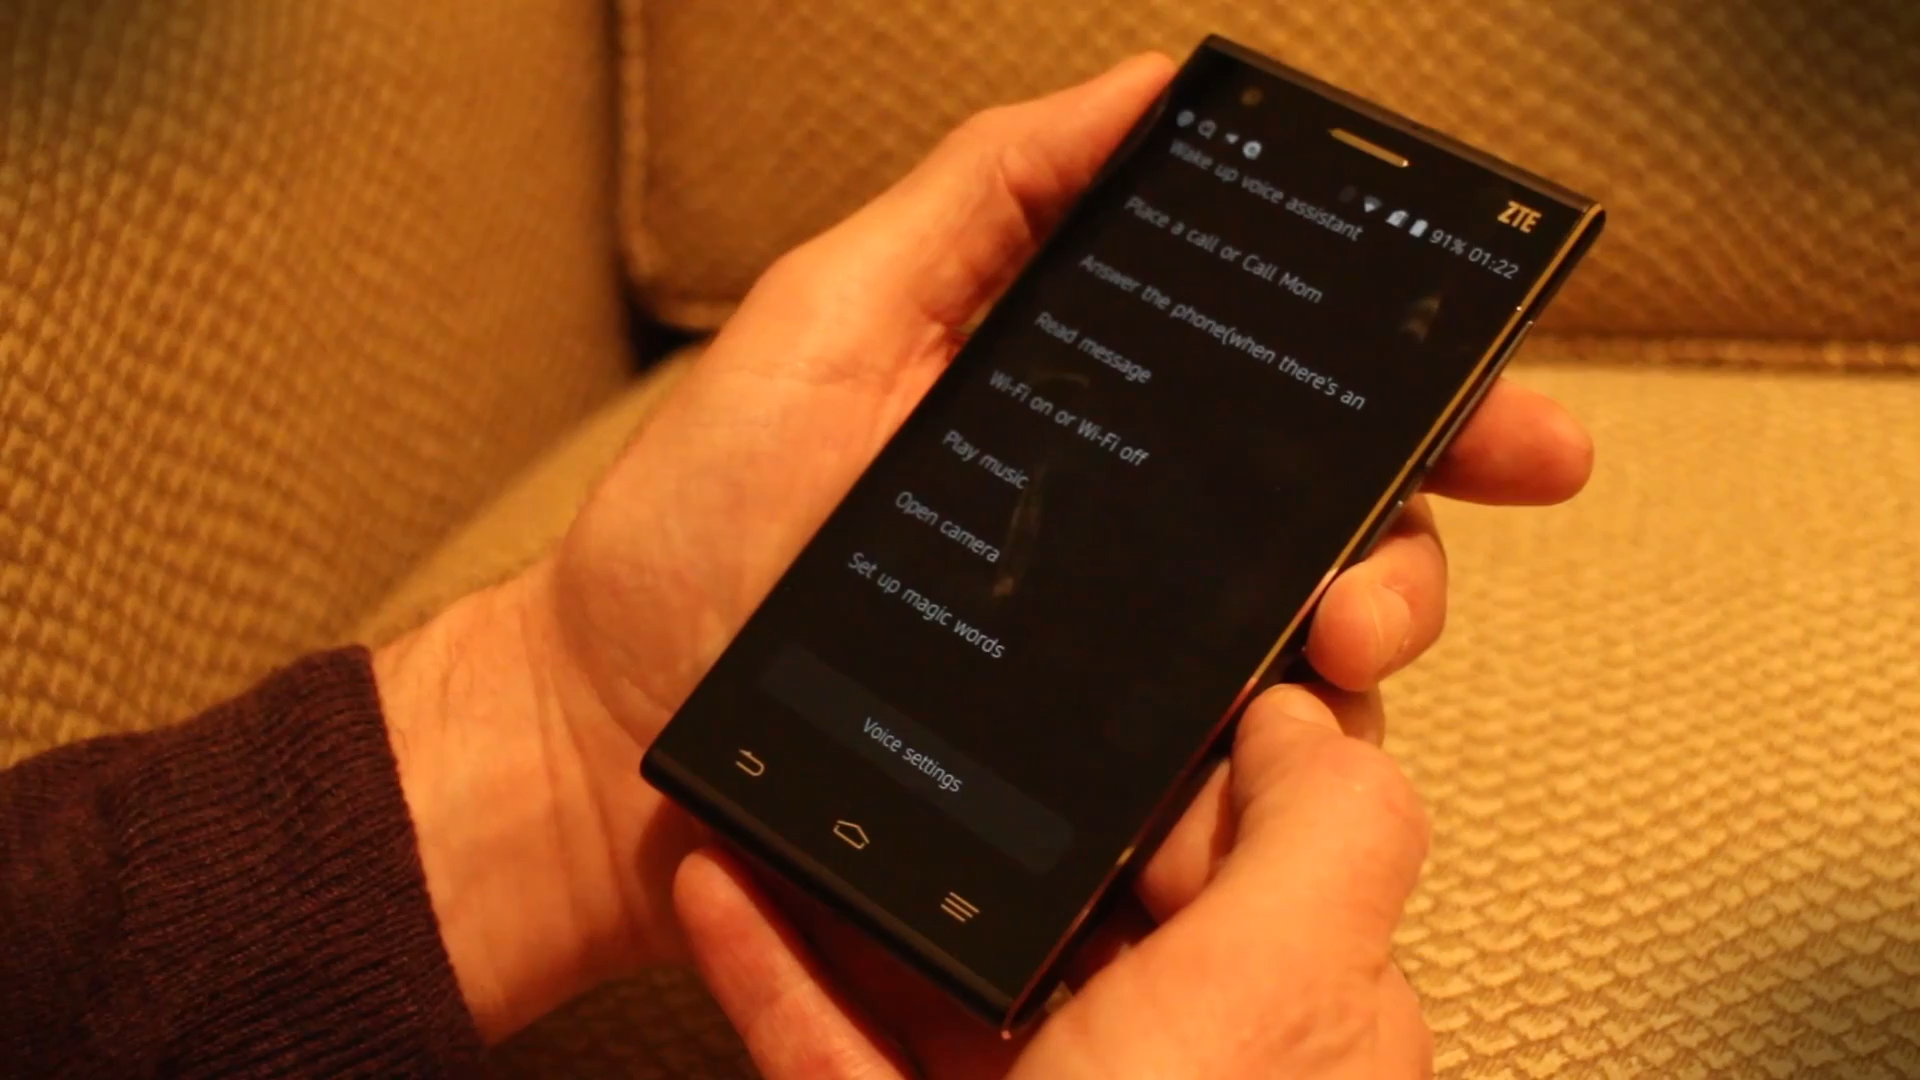 ZTE
91% 01:22
Wake up voice assistant
Place a call or Call Mom
Answer the phone(when there's an
Read message
Wi-Fi on or Wi-Fi off
Play music
Open camera
Set up magic words
Voice settings